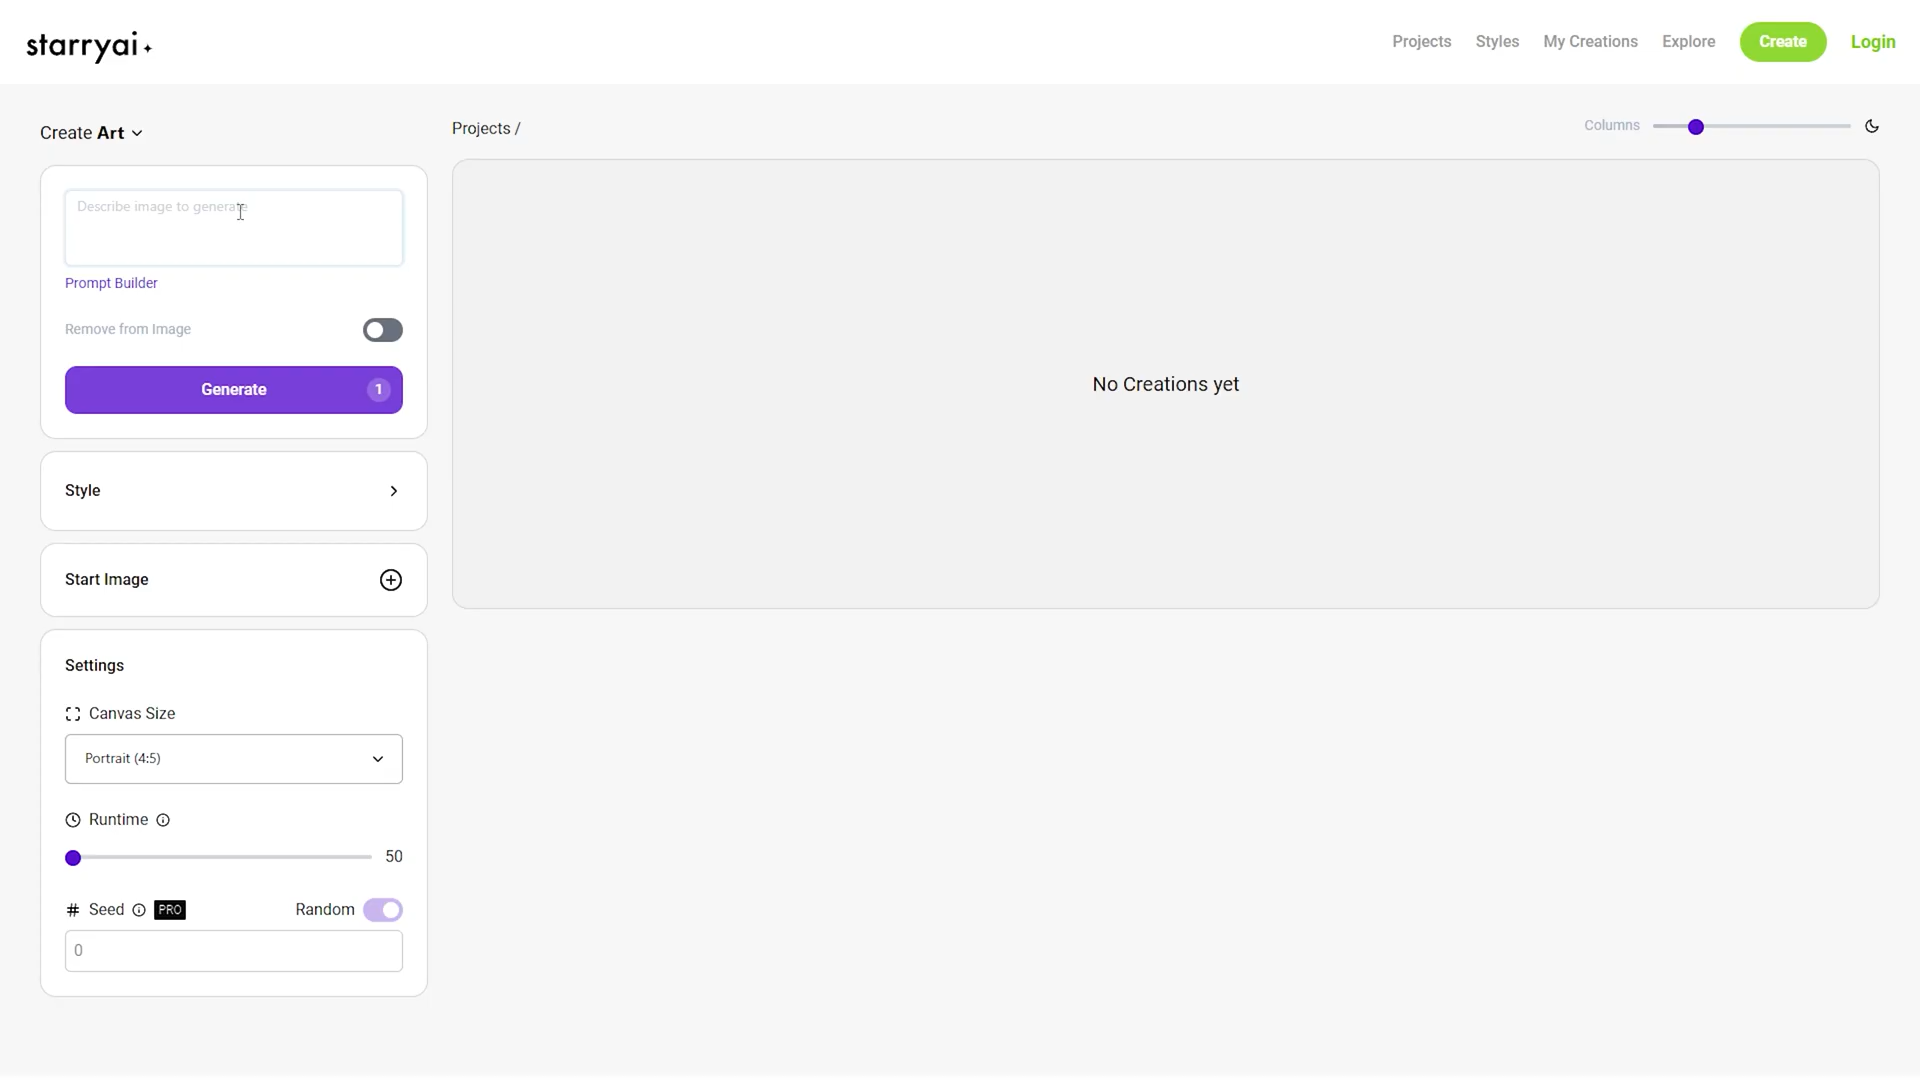 starryai
Projects
Styles
My Creations
Explore
Create
Login
Create Art
Projects /
Columns
Describe image to generate
Prompt Builder
Remove from Image
Generate
1
No Creations yet
Style
Start Image
Settings
Canvas Size
Portrait (4:5)
Runtime
50
# Seed PRO Random
0